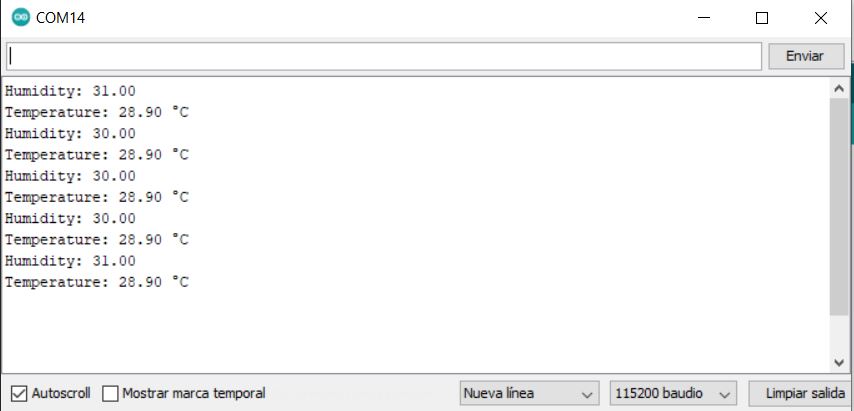 COM14
Enviar
Humidity: 31.00
Temperature: 28.90 °C
Humidity: 30.00
Temperature: 28.90 °C
Humidity: 30.00
Temperature: 28.90 °C
Humidity: 30.00
Temperature: 28.90 °C
Humidity: 31.00
Temperature: 28.90 °C
Autoscroll Mostrar marca temporal Nueva línea 115200 baudio Limpiar salida